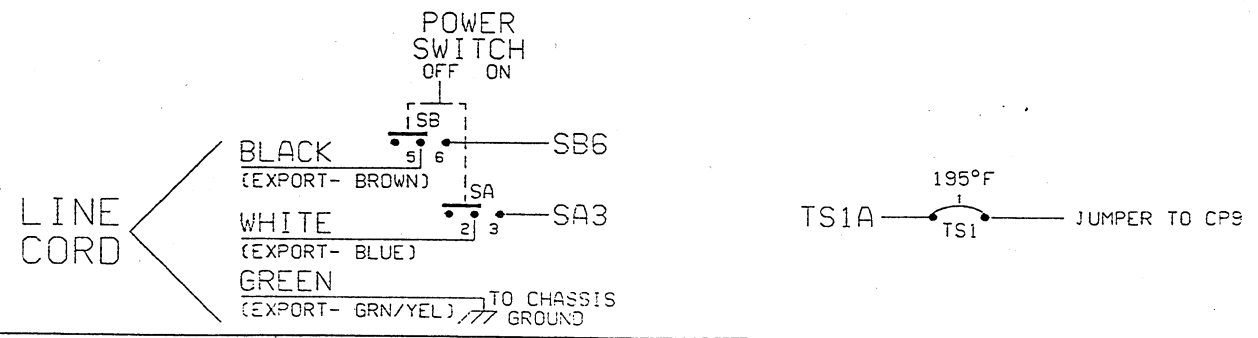 POWER
SWITCH
OFF ON
SB
5 6
SB6
BLACK
(EXPORT- BROWN)
SA
2 3
SA3
WHITE
(EXPORT- BLUE)
LINE
CORD
GREEN
(EXPORT- GRN/YEL)
TO CHASSIS
GROUND
195°F
TS1A
TS1
JUMPER TO CP9